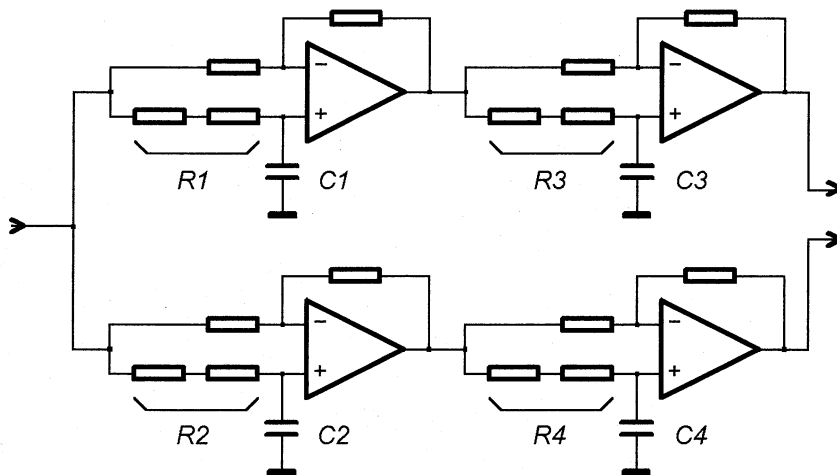 − −
+ +
R1 C1 R3 C3
− −
+ +
R2 C2 R4 C4